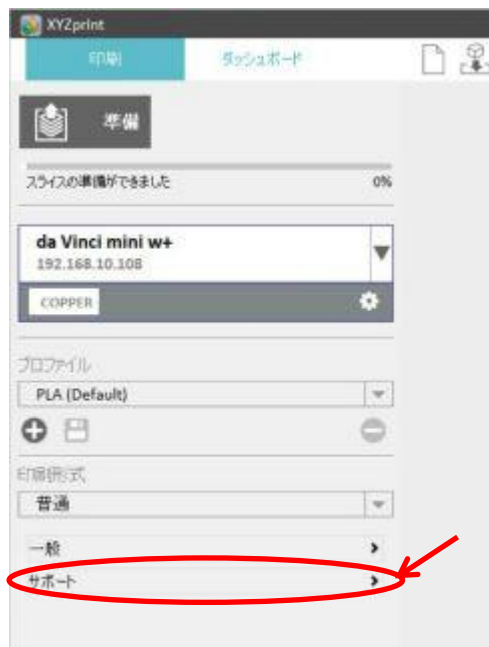 XYZprint
印刷 ダッシュボード
準備
スライスの準備ができました 0%
da Vinci mini w+
192.168.10.108
COPPER
プロファイル
PLA (Default)
印刷形式
普通
一般
サポート